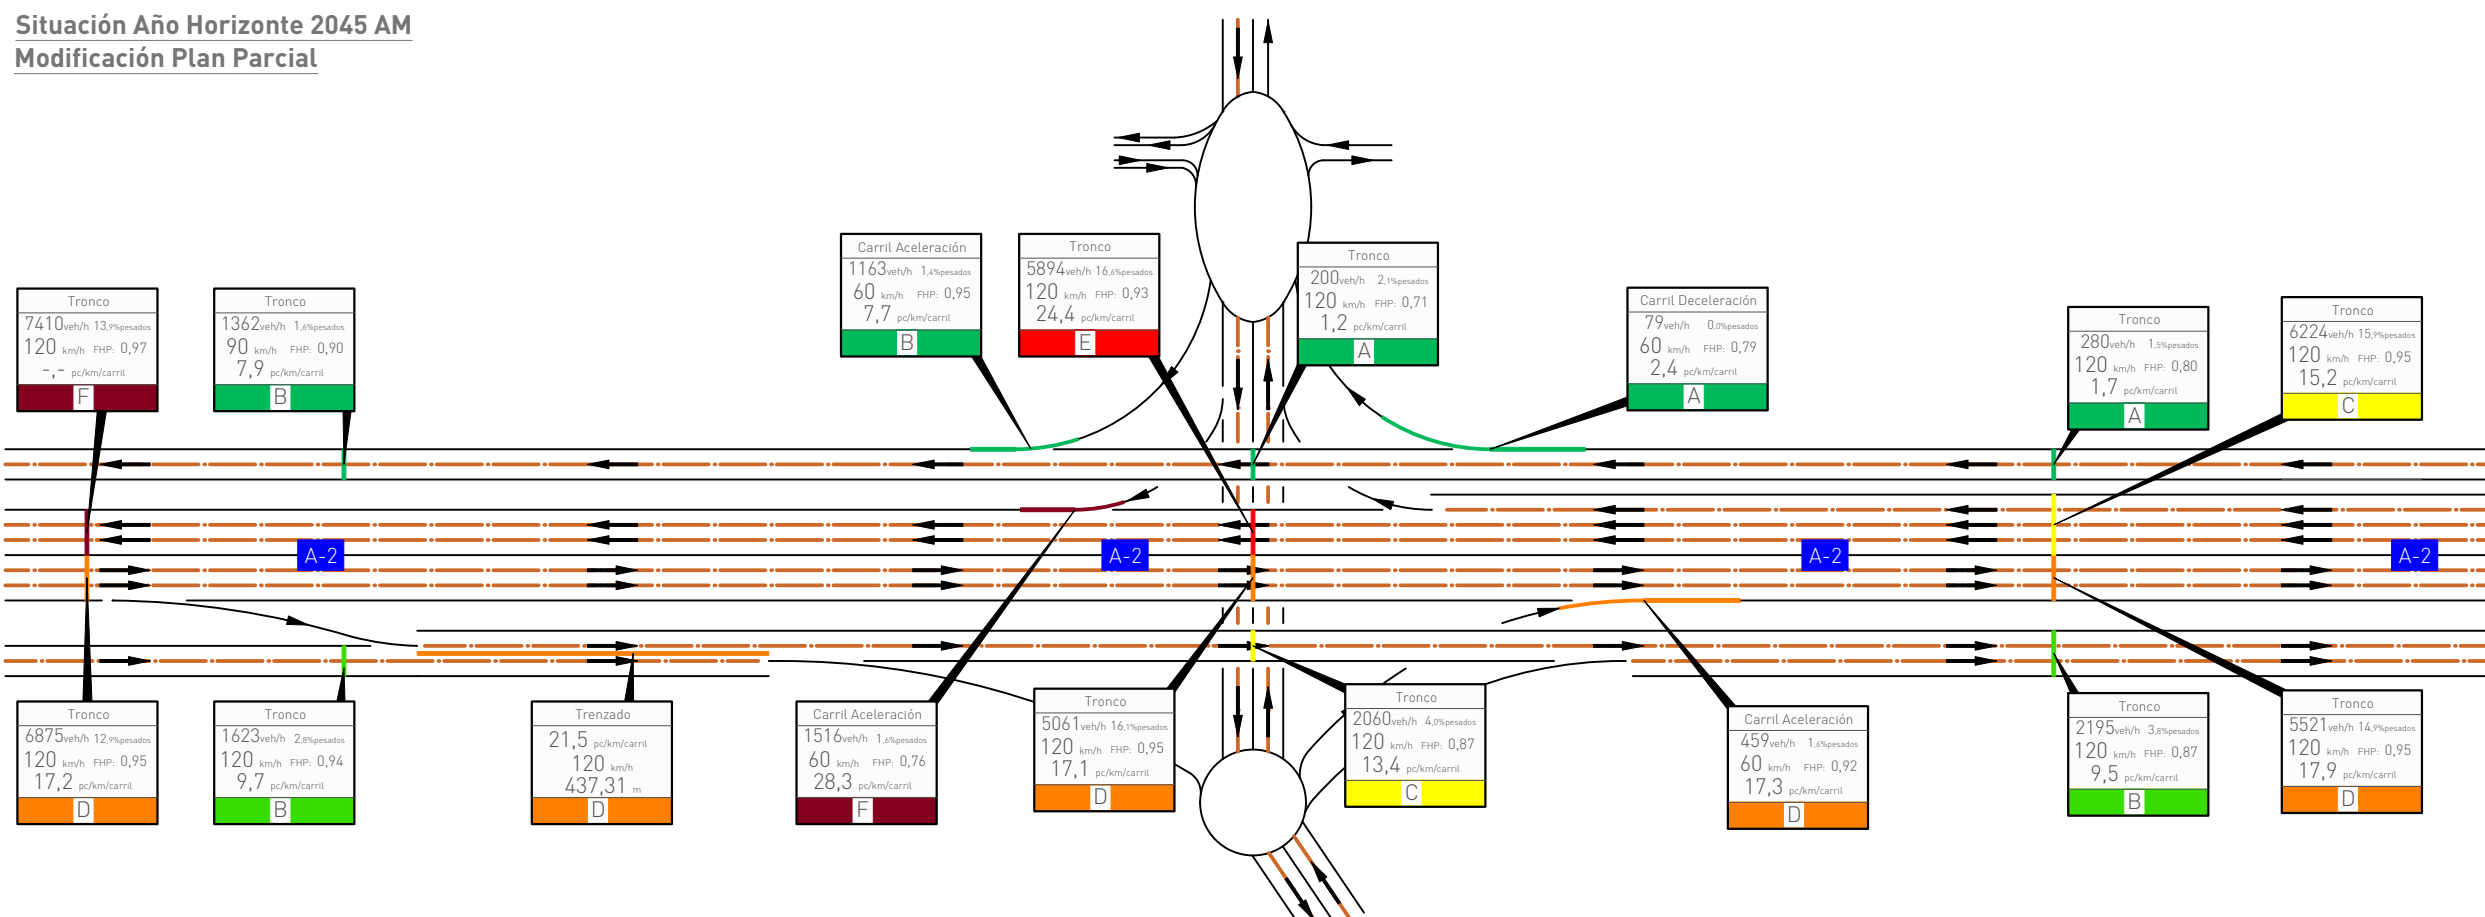 Situación Año Horizonte 2045 AM
Modificación Plan Parcial
Carril Aceleración
1163veh/h 1,4%pesados
60 km/h FHP: 0,95
7,7 pc/km/carril
B
Tronco
5894veh/h 16,6%pesados
120 km/h FHP: 0,93
24,4 pc/km/carril
E
Tronco
200veh/h 2,1%pesados
120 km/h FHP: 0,71
1,2 pc/km/carril
A
Tronco
7410veh/h 13,9%pesados
120 km/h FHP: 0,97
-,- pc/km/carril
F
Tronco
1362veh/h 1,6%pesados
90 km/h FHP: 0,90
7,9 pc/km/carril
B
Carril Deceleración
79veh/h 0,0%pesados
60 km/h FHP: 0,79
2,4 pc/km/carril
A
Tronco
280veh/h 1,5%pesados
120 km/h FHP: 0,80
1,7 pc/km/carril
A
Tronco
6224veh/h 15,9%pesados
120 km/h FHP: 0,95
15,2 pc/km/carril
C
A-2
A-2
A-2
A-2
Tronco
6875veh/h 12,9%pesados
120 km/h FHP: 0,95
17,2 pc/km/carril
D
Tronco
1623veh/h 2,8%pesados
120 km/h FHP: 0,94
9,7 pc/km/carril
B
Trenzado
21,5 pc/km/carril
120 km/h
437,31 m
D
Carril Aceleración
1516veh/h 1,6%pesados
60 km/h FHP: 0,76
28,3 pc/km/carril
F
Tronco
5061veh/h 16,1%pesados
120 km/h FHP: 0,95
17,1 pc/km/carril
D
Tronco
2060veh/h 4,0%pesados
120 km/h FHP: 0,87
13,4 pc/km/carril
C
Carril Aceleración
459veh/h 1,6%pesados
60 km/h FHP: 0,92
17,3 pc/km/carril
D
Tronco
2195veh/h 3,8%pesados
120 km/h FHP: 0,87
9,5 pc/km/carril
B
Tronco
5521veh/h 14,9%pesados
120 km/h FHP: 0,95
17,9 pc/km/carril
D